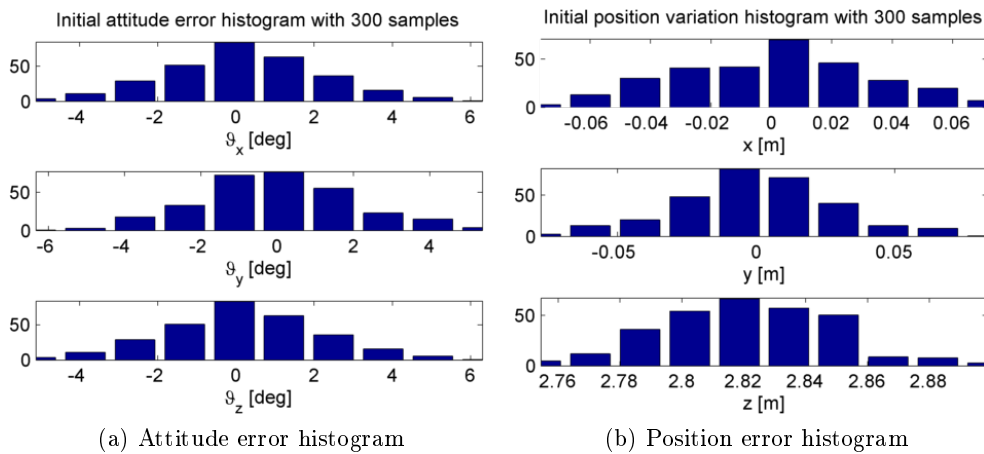 Initial attitude error histogram with 300 samples
50
0
-4 -2 0 2 4 6
ϑx [deg]
50
0
-6 -4 -2 0 2 4
ϑy [deg]
50
0
-4 -2 0 2 4 6
ϑz [deg]
(a) Attitude error histogram
Initial position variation histogram with 300 samples
50
0
-0.06 -0.04 -0.02 0 0.02 0.04 0.06
x [m]
50
0
-0.05 0 0.05
y [m]
50
0
2.76 2.78 2.8 2.82 2.84 2.86 2.88
z [m]
(b) Position error histogram